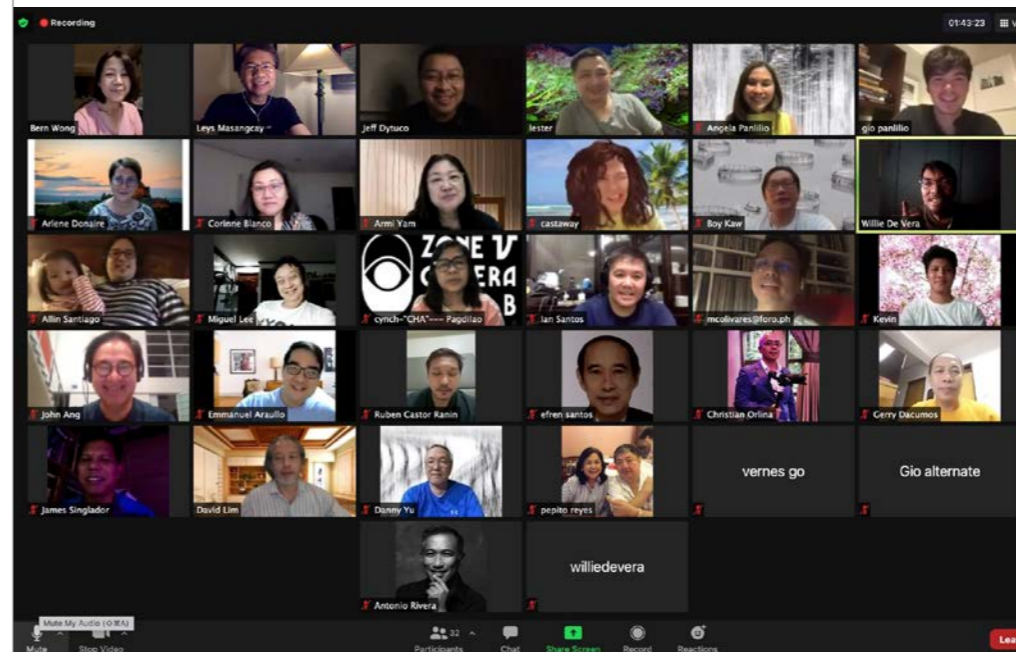 Recording
01:43:23
Bern Wong
Leys Masangcay
Jeff Dytuco
lester
Angela Panlilio
gio panlilio
Arlene Donaire
Corinne Blanco
Armi Yam
castaway
Boy Kaw
Willie De Vera
Allin Santiago
Miguel Lee
ZONE V
cynch-"CHA"--- Pagdilao
Ian Santos
mcolivares@foro.ph
Kevin
John Ang
Emmanuel Araullo
Ruben Castor Ranin
efren santos
Christian Orlina
Gerry Dacumos
James Singlador
David Lim
Danny Yu
pepito reyes
vernes go
Gio alternate
Antonio Rivera
williedevera
Mute My Audio (⇧⌘A)
Mute
Stop Video
Participants
32
Chat
Share Screen
Record
Reactions
Lea